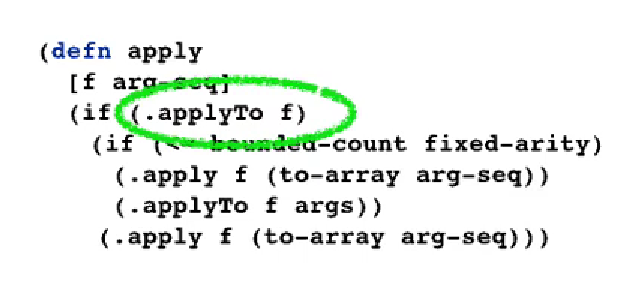 (defn apply
[f arg-seq]
(if (.applyTo f)
(if (<= bounded-count fixed-arity)
(.apply f (to-array arg-seq))
(.applyTo f args))
(.apply f (to-array arg-seq)))